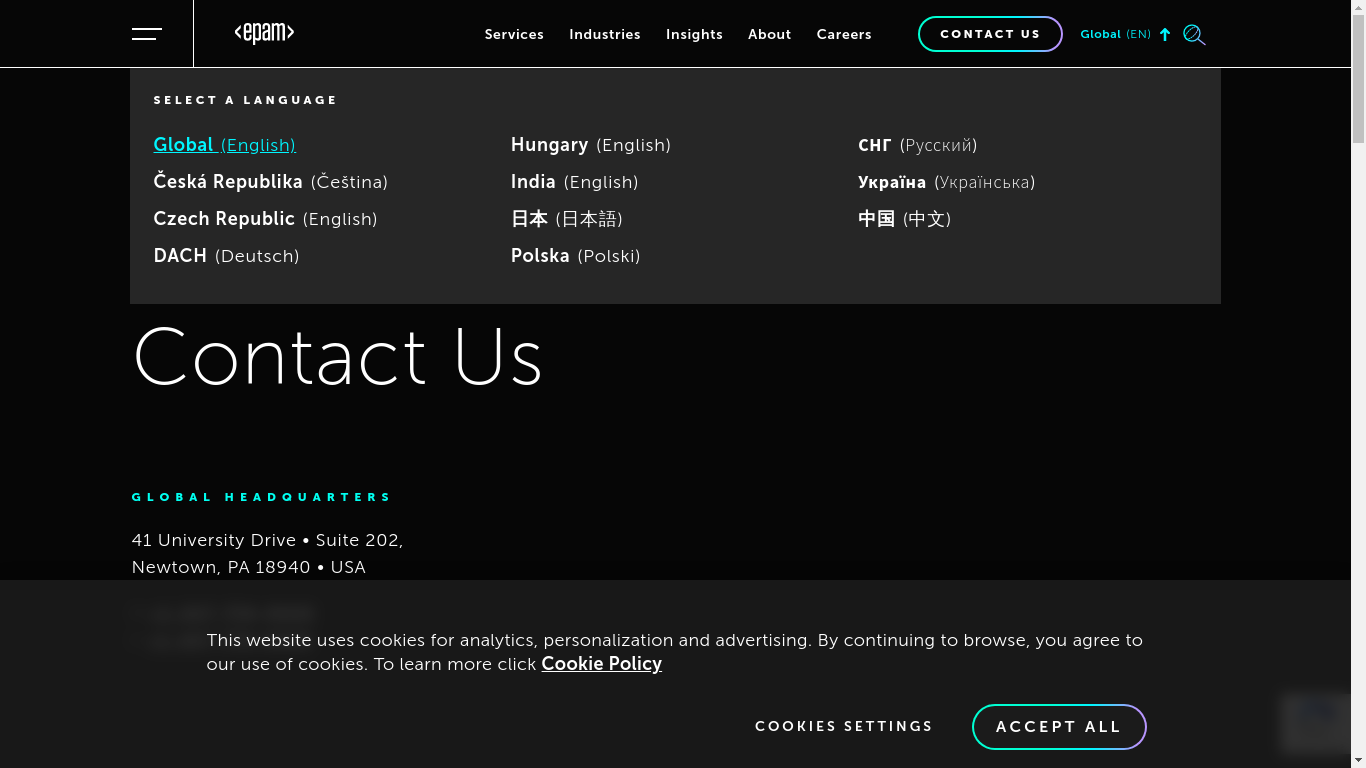 <epam>
Services Industries Insights About Careers CONTACT US Global (EN)
SELECT A LANGUAGE
Global (English)
Česká Republika (Čeština)
Czech Republic (English)
DACH (Deutsch)
Hungary (English)
India (English)
日本 (日本語)
Polska (Polski)
СНГ (Русский)
Україна (Українська)
中国 (中文)
Contact Us
GLOBAL HEADQUARTERS
41 University Drive • Suite 202,
Newtown, PA 18940 • USA
This website uses cookies for analytics, personalization and advertising. By continuing to browse, you agree to
our use of cookies. To learn more click Cookie Policy
COOKIES SETTINGS ACCEPT ALL